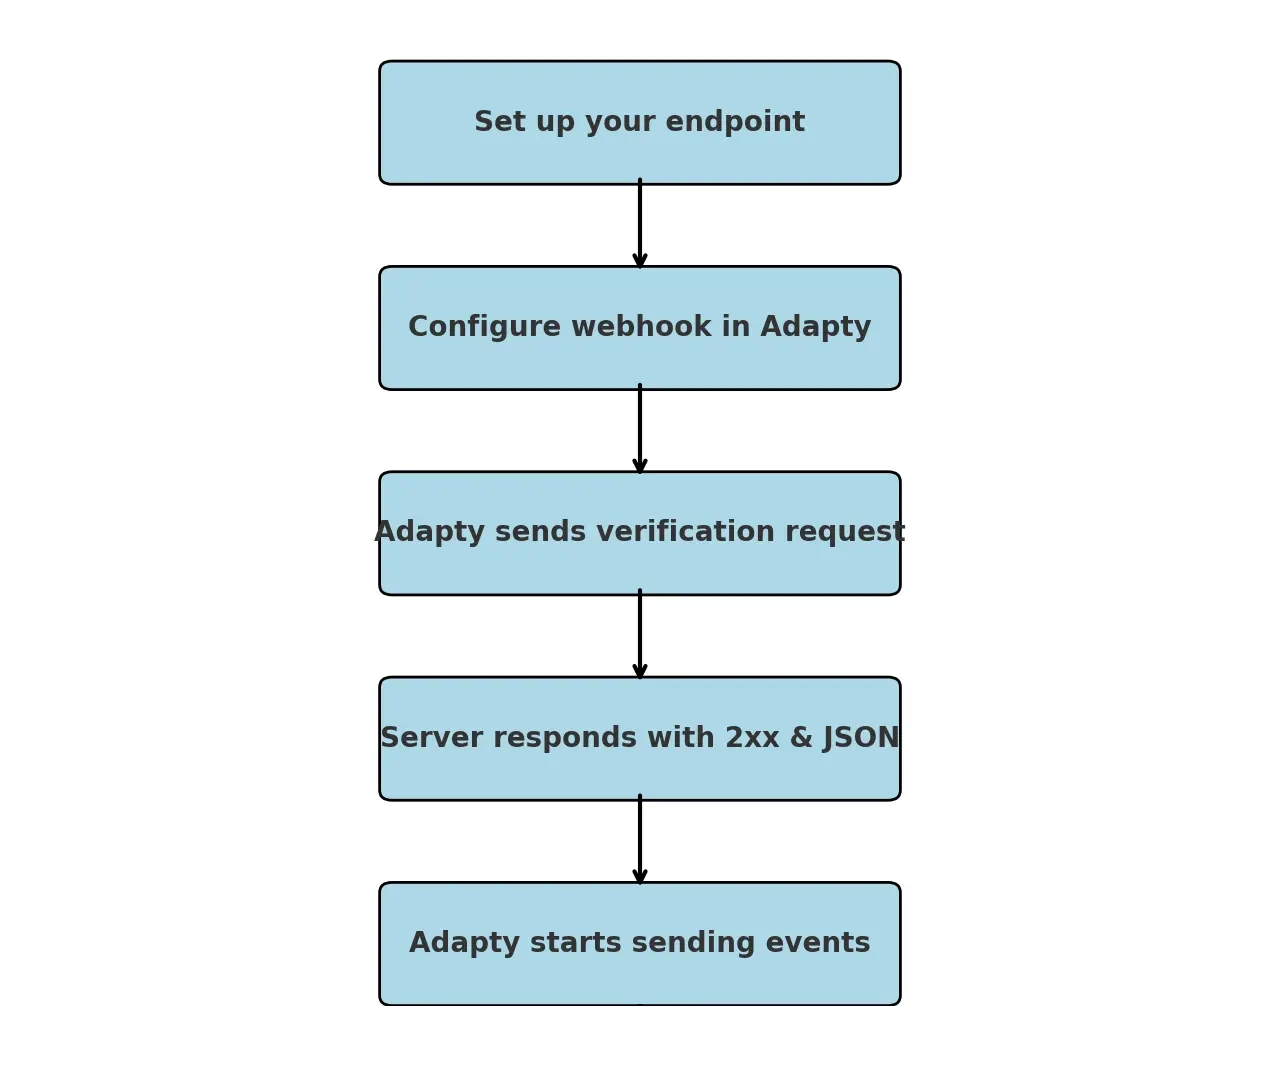 Set up your endpoint
Configure webhook in Adapty
Adapty sends verification request
Server responds with 2xx & JSON
Adapty starts sending events